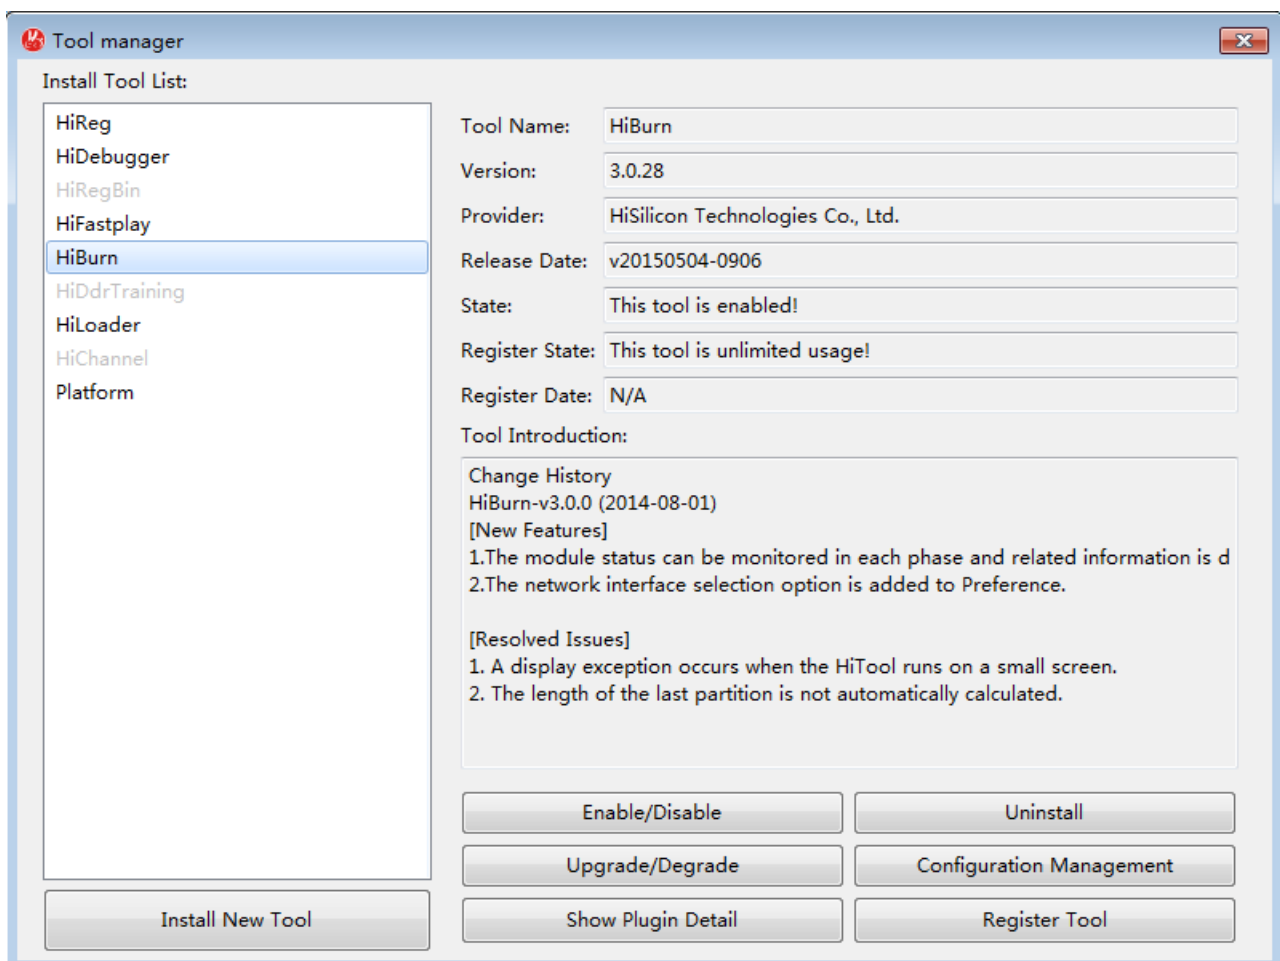 Tool manager
Install Tool List:
HiReg
HiDebugger
HiRegBin
HiFastplay
HiBurn
HiDdrTraining
HiLoader
HiChannel
Platform
Install New Tool
Tool Name: HiBurn
Version: 3.0.28
Provider: HiSilicon Technologies Co., Ltd.
Release Date: v20150504-0906
State: This tool is enabled!
Register State: This tool is unlimited usage!
Register Date: N/A
Tool Introduction:
Change History
HiBurn-v3.0.0 (2014-08-01)
[New Features]
1.The module status can be monitored in each phase and related information is d
2.The network interface selection option is added to Preference.
[Resolved Issues]
1. A display exception occurs when the HiTool runs on a small screen.
2. The length of the last partition is not automatically calculated.
Enable/Disable
Uninstall
Upgrade/Degrade
Configuration Management
Show Plugin Detail
Register Tool